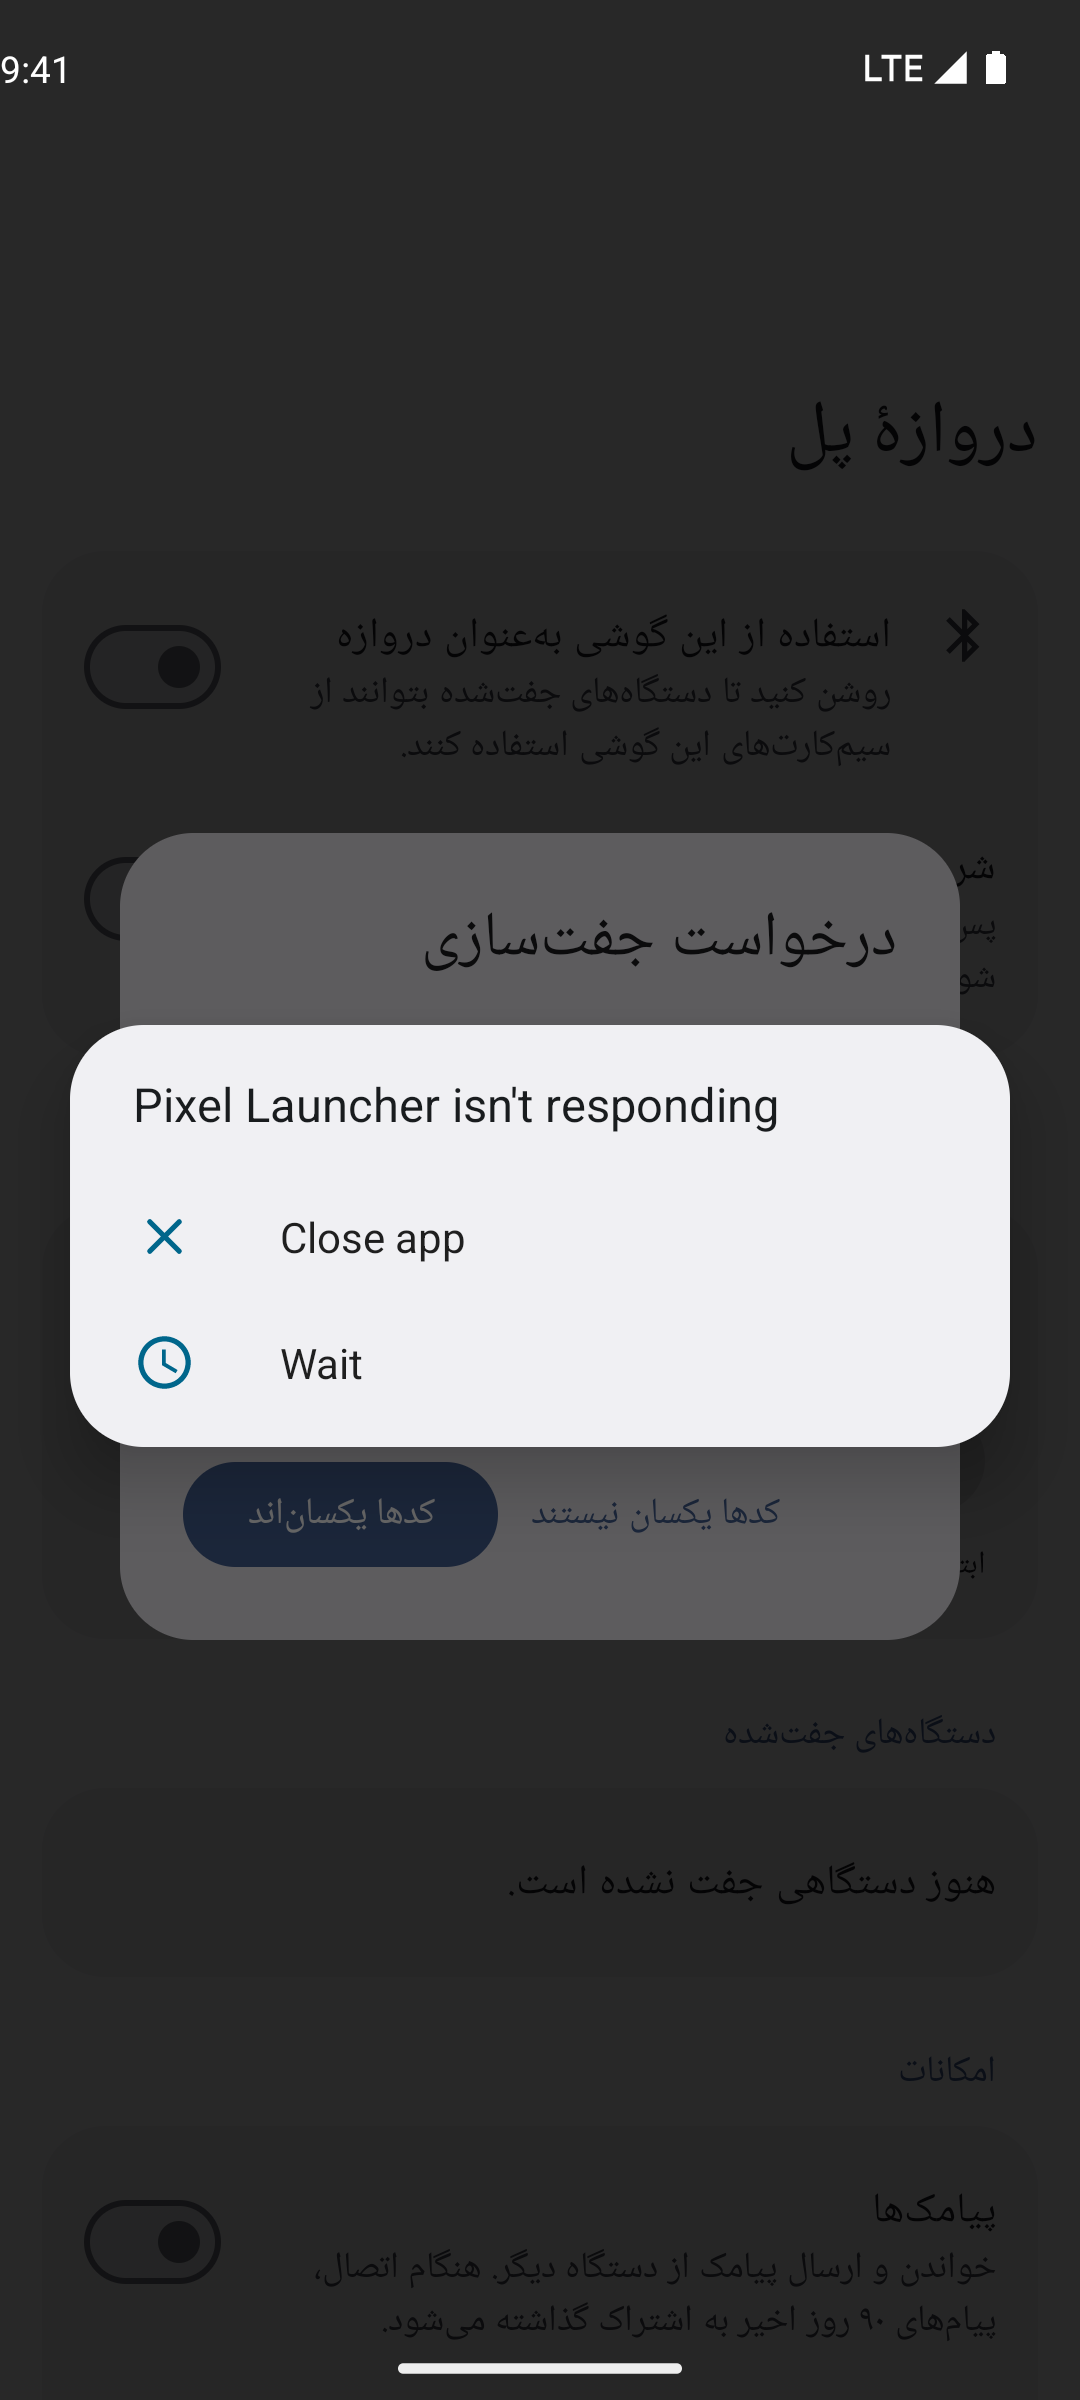 9:41
LTE
دروازهٔ پل
استفاده از این گوشی به‌عنوان دروازه
روشن کنید تا دستگاه‌های جفت‌شده بتوانند از
سیم‌کارت‌های این گوشی استفاده کنند.
درخواست جفت‌سازی
Pixel Launcher isn't responding
Close app
Wait
کدها یکسان نیستند
کدها یکسان‌اند
دستگاه‌های جفت‌شده
هنوز دستگاهی جفت نشده است.
امکانات
پیامک‌ها
خواندن و ارسال پیامک از دستگاه دیگر. هنگام اتصال،
پیام‌های ۹۰ روز اخیر به اشتراک گذاشته می‌شود.